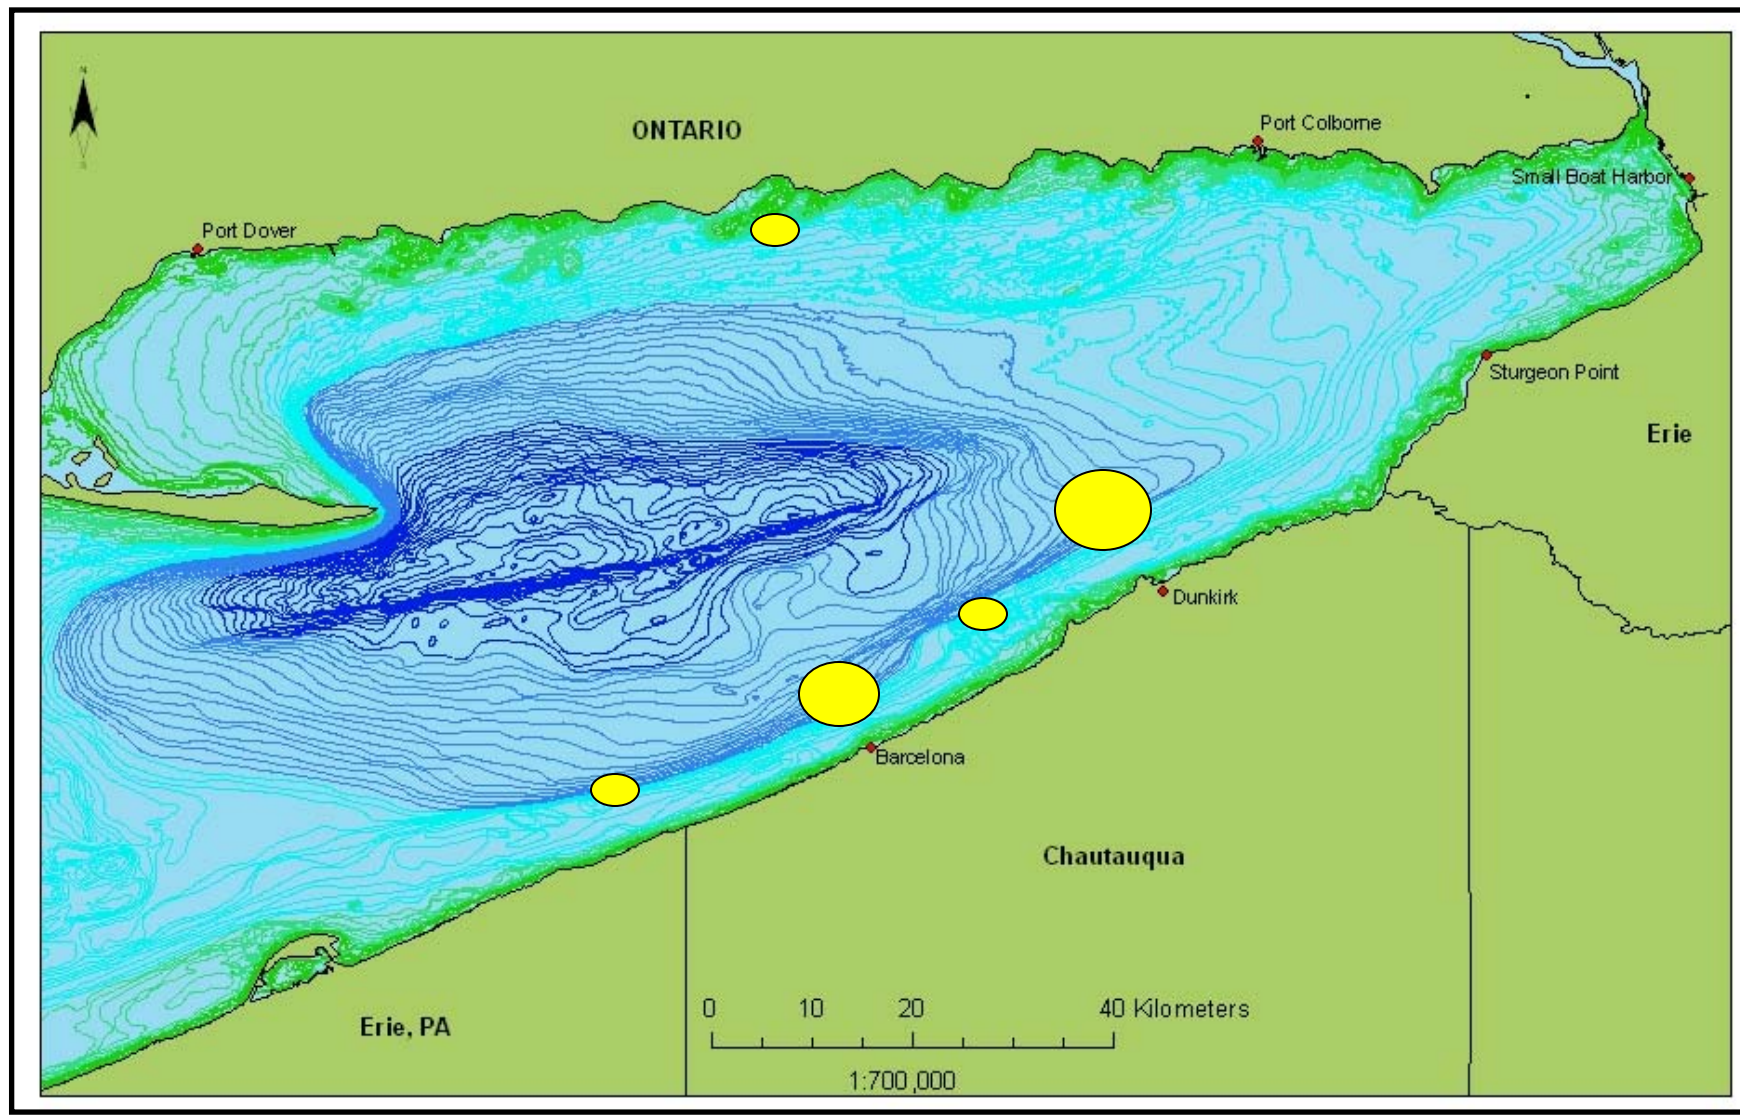 N
ONTARIO
Port Colborne
Small Boat Harbor
Port Dover
Sturgeon Point
Erie
Dunkirk
Barcelona
Chautauqua
Erie, PA
0 10 20 40 Kilometers
1:700,000
S